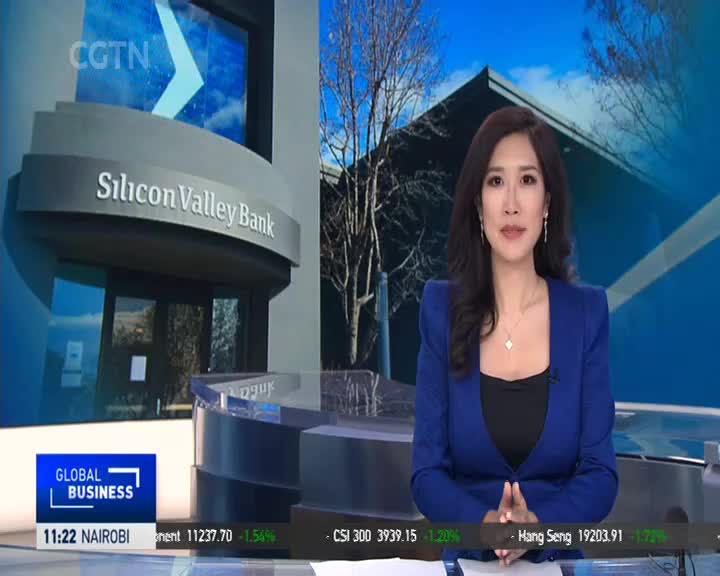 CGTN
Silicon Valley Bank
GLOBAL
BUSINESS
11:22 NAIROBI
onent 11237.70 -1.54% - CSI 300 3939.15 -1.20% - Hang Seng 19203.91 -1.72%